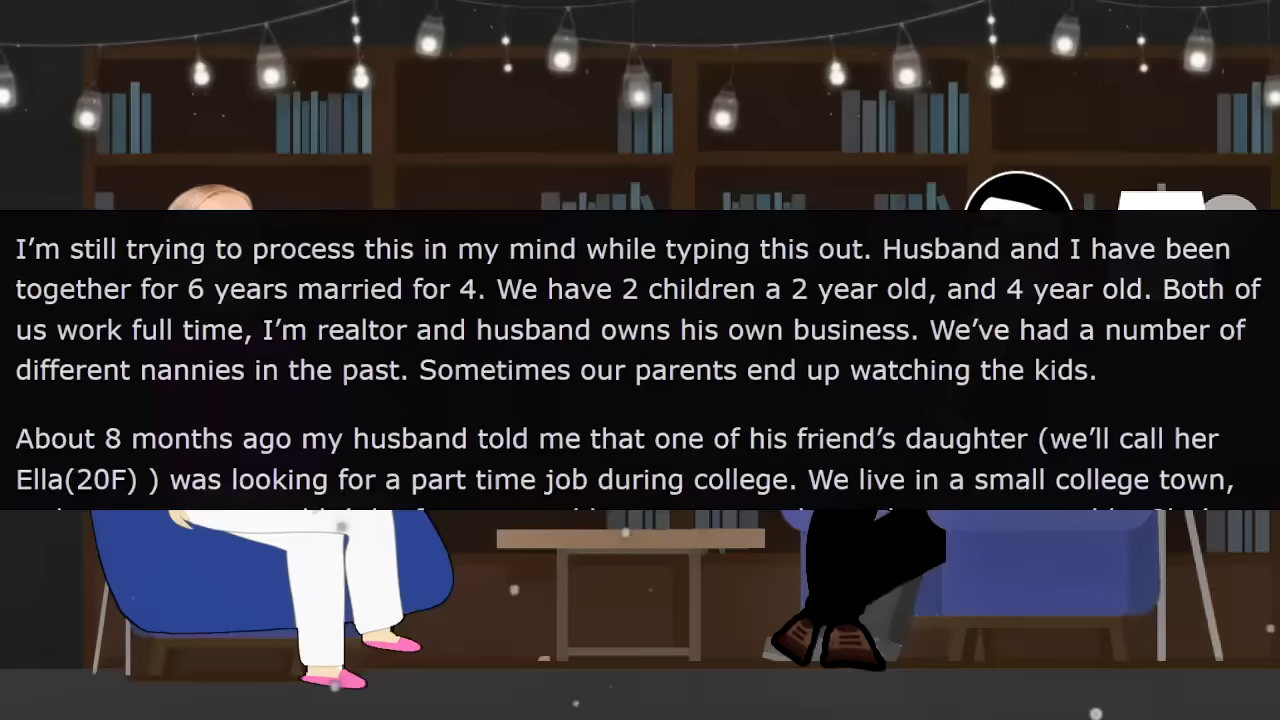 I’m still trying to process this in my mind while typing this out. Husband and I have been
together for 6 years married for 4. We have 2 children a 2 year old, and 4 year old. Both of
us work full time, I’m realtor and husband owns his own business. We’ve had a number of
different nannies in the past. Sometimes our parents end up watching the kids.
About 8 months ago my husband told me that one of his friend’s daughter (we’ll call her
Ella(20F) ) was looking for a part time job during college. We live in a small college town,